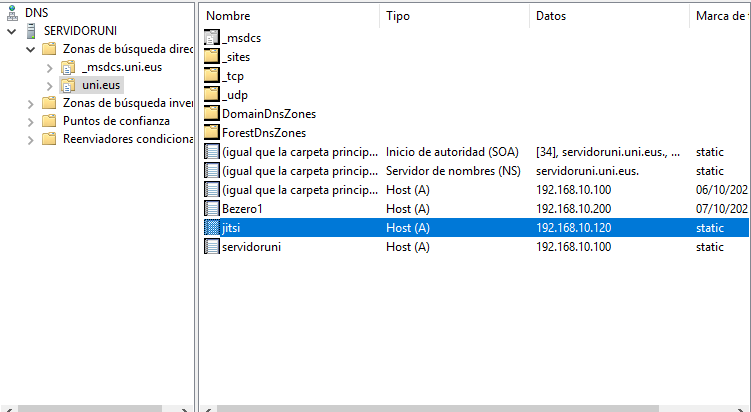 DNS
SERVIDORUNI
Zonas de búsqueda direc
_msdcs.uni.eus
uni.eus
Zonas de búsqueda inver
Puntos de confianza
Reenviadores condiciona
Nombre Tipo Datos Marca de t
_msdcs
_sites
_tcp
_udp
DomainDnsZones
ForestDnsZones
(igual que la carpeta princip... Inicio de autoridad (SOA) [34], servidoruni.uni.eus., ... static
(igual que la carpeta princip... Servidor de nombres (NS) servidoruni.uni.eus. static
(igual que la carpeta princip... Host (A) 192.168.10.100 06/10/202
Bezero1 Host (A) 192.168.10.200 07/10/202
jitsi Host (A) 192.168.10.120 static
servidoruni Host (A) 192.168.10.100 static